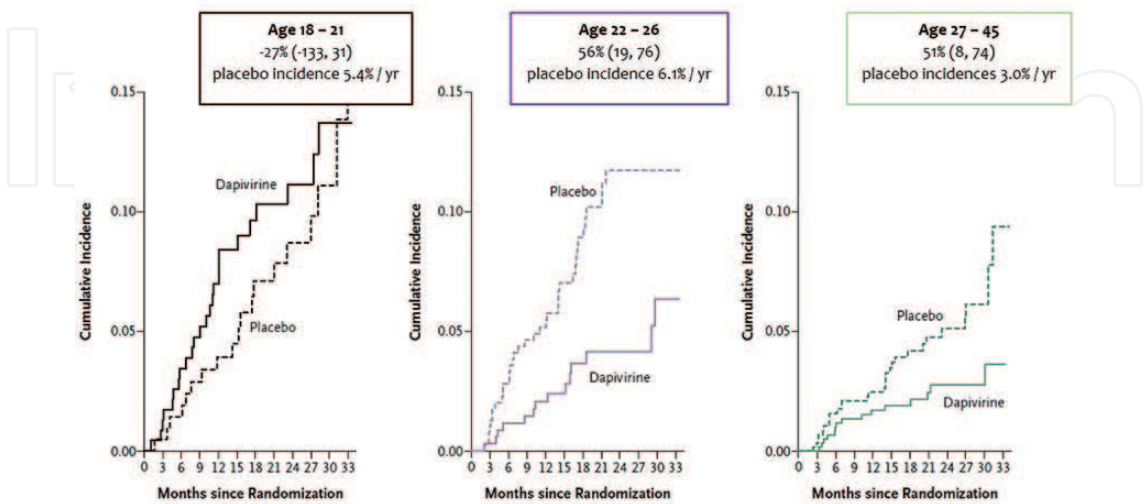 Age 18 – 21
-27% (-133, 31)
placebo incidence 5.4% / yr
Age 22 – 26
56% (19, 76)
placebo incidence 6.1% / yr
Age 27 – 45
51% (8, 74)
placebo incidences 3.0% / yr
Cumulative Incidence
0.15
0.10
0.05
0.00
Dapivirine
Placebo
0 3 6 9 12 15 18 21 24 27 30 33
Months since Randomization
Cumulative Incidence
0.15
0.10
0.05
0.00
Placebo
Dapivirine
0 3 6 9 12 15 18 21 24 27 30 33
Months since Randomization
Cumulative Incidence
0.15
0.10
0.05
0.00
Placebo
Dapivirine
0 3 6 9 12 15 18 21 24 27 30 33
Months since Randomization